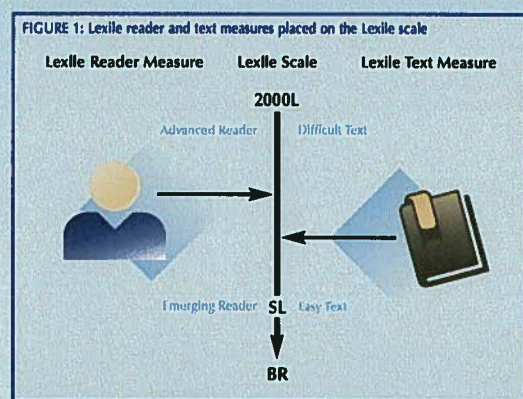 FIGURE 1: Lexile reader and text measures placed on the Lexile scale
Lexile Reader Measure Lexile Scale Lexile Text Measure
2000L
Advanced Reader Difficult Text
Emerging Reader SL Easy Text
BR